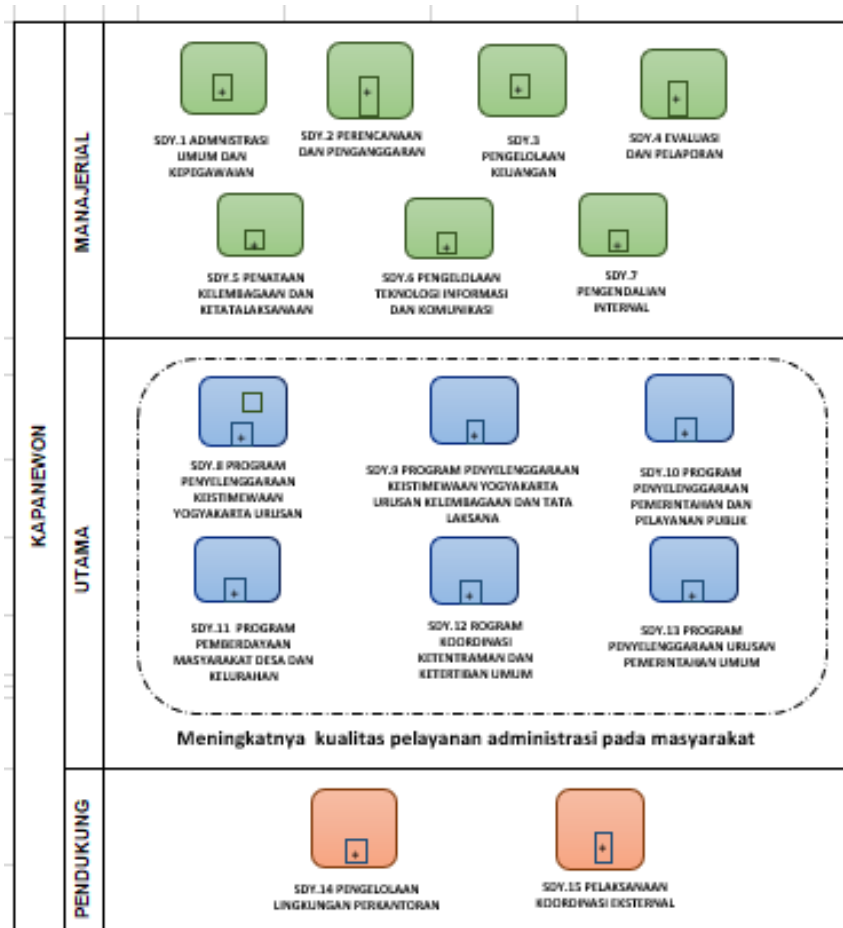 KAPANEWON
MANAJERIAL
SDY.1 ADMNISTRASI
UMUM DAN
KEPEGAWAIAN
SDY.2 PERENCANAAN
DAN PENGANGGARAN
SDY.3
PENGELOLAAN
KEUANGAN
SDY.4 EVALUASI
DAN PELAPORAN
SDY.5 PENATAAN
KELEMBAGAAN DAN
KETATALAKSANAAN
SDY.6 PENGELOLAAN
TEKNOLOGI INFORMASI
DAN KOMUNIKASI
SDY.7
PENGENDALIAN
INTERNAL
UTAMA
SDY.8 PROGRAM
PENYELENGGARAAN
KEISTIMEWAAN
YOGYAKARTA URUSAN
SDY.9 PROGRAM PENYELENGGARAAN
KEISTIMEWAAN YOGYAKARTA
URUSAN KELEMBAGAAN DAN TATA
LAKSANA
SDY.10 PROGRAM
PENYELENGGARAAN
PEMERINTAHAN DAN
PELAYANAN PUBLIK
SDY.11 PROGRAM
PEMBERDAYAAN
MASYARAKAT DESA DAN
KELURAHAN
SDY.12 ROGRAM
KOORDINASI
KETENTRAMAN DAN
KETERTIBAN UMUM
SDY.13 PROGRAM
PENYELENGGARAAN URUSAN
PEMERINTAHAN UMUM
Meningkatnya kualitas pelayanan administrasi pada masyarakat
PENDUKUNG
SDY.14 PENGELOLAAN
LINGKUNGAN PERKANTORAN
SDY.15 PELAKSANAAN
KOORDINASI EKSTERNAL